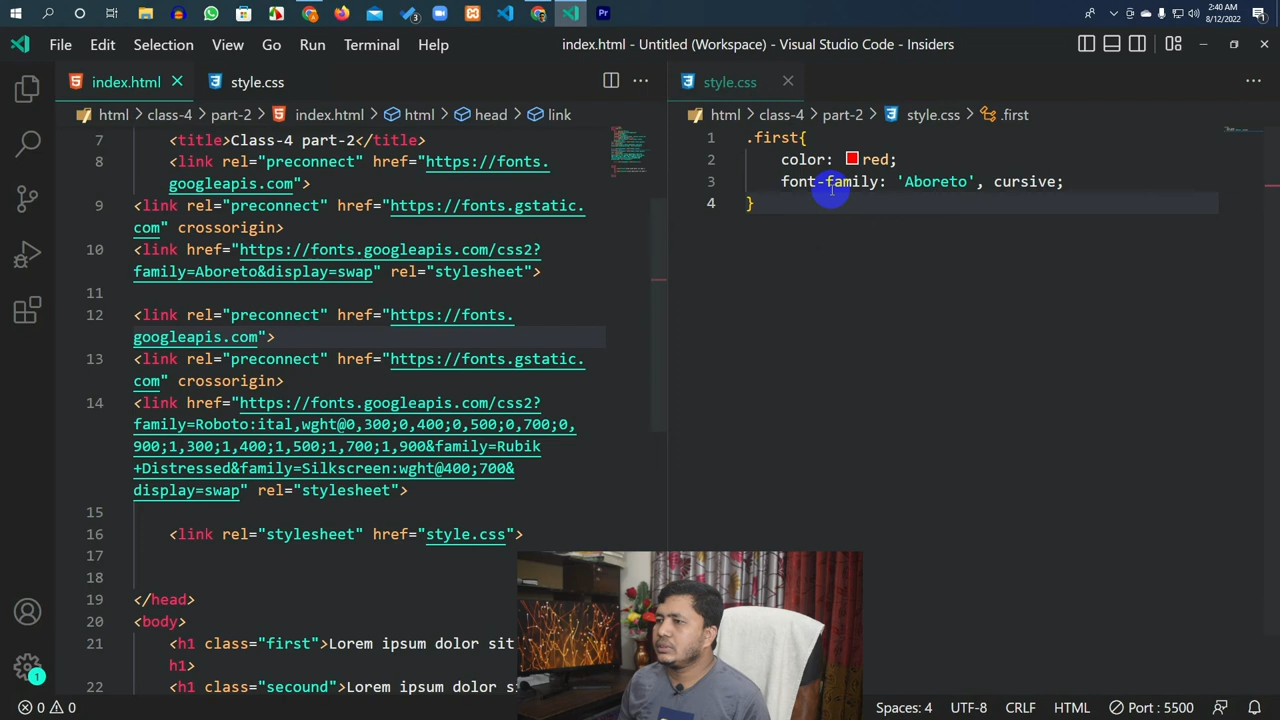 2:40 AM
8/12/2022
File Edit Selection View Go Run Terminal Help
index.html - Untitled (Workspace) - Visual Studio Code - Insiders
index.html
style.css
html > class-4 > part-2 > index.html > html > head > link
7 <title>Class-4 part-2</title>
8 <link rel="preconnect" href="https://fonts.
googleapis.com">
9 <link rel="preconnect" href="https://fonts.gstatic.
com" crossorigin>
10 <link href="https://fonts.googleapis.com/css2?
family=Aboreto&display=swap" rel="stylesheet">
11
12 <link rel="preconnect" href="https://fonts.
googleapis.com">
13 <link rel="preconnect" href="https://fonts.gstatic.
com" crossorigin>
14 <link href="https://fonts.googleapis.com/css2?
family=Roboto:ital,wght@0,300;0,400;0,500;0,700;0,
900;1,300;1,400;1,500;1,700;1,900&family=Rubik
+Distressed&family=Silkscreen:wght@400;700&
display=swap" rel="stylesheet">
15
16 <link rel="stylesheet" href="style.css">
17
18
19 </head>
20 <body>
21 <h1 class="first">Lorem ipsum dolor sit
h1>
22 <h1 class="secound">Lorem ipsum dolor
style.css
html > class-4 > part-2 > style.css > .first
1 .first{
2 color: red;
3 font-family: 'Aboreto', cursive;
4 }
0 0
Spaces: 4 UTF-8 CRLF HTML Port : 5500
1
3
Pr
1